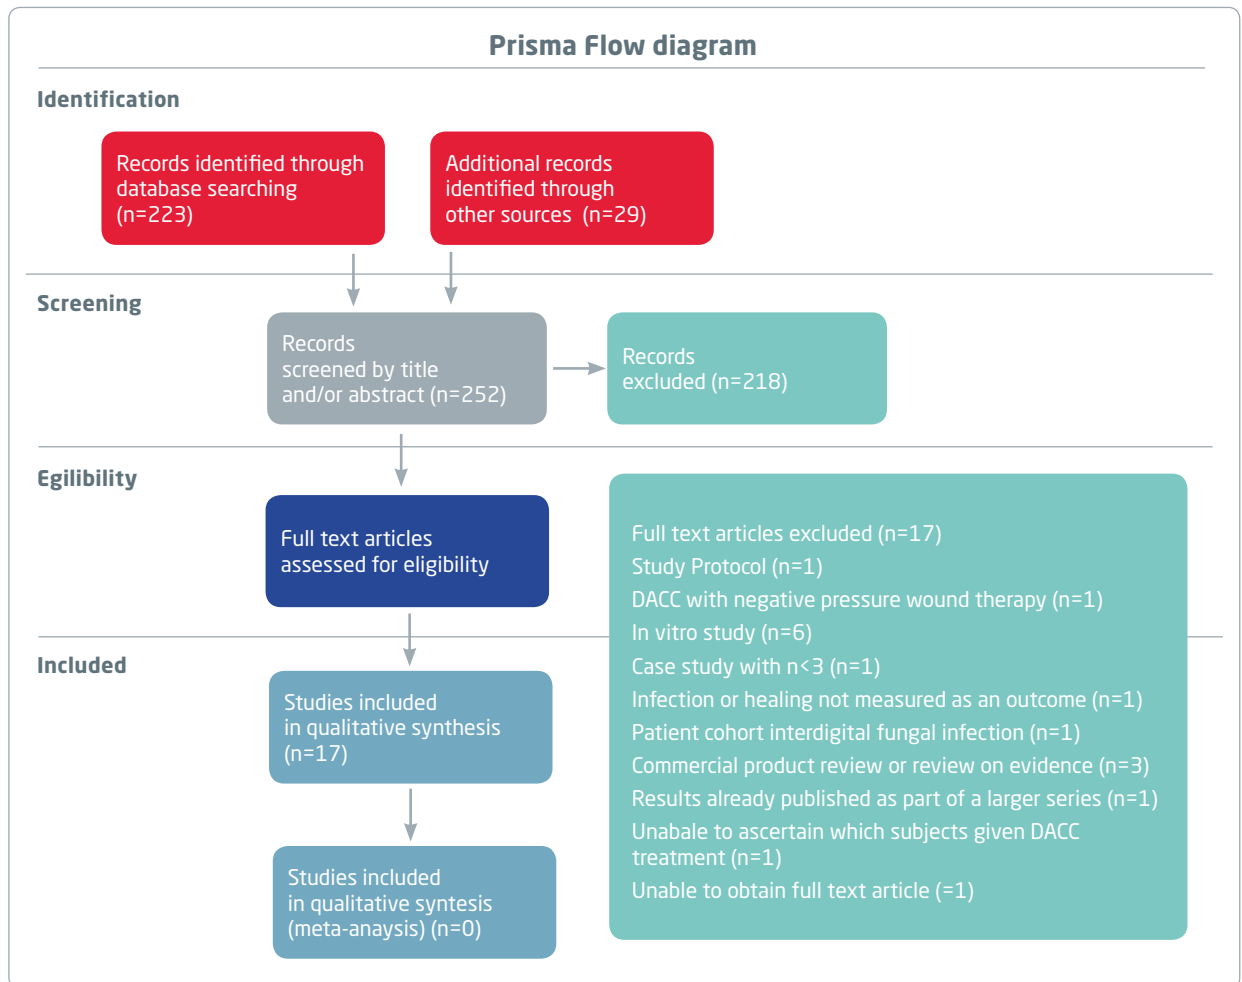 Prisma Flow diagram
Identification
Records identified through
database searching
(n=223)
Additional records
identified through
other sources (n=29)
Screening
Records
screened by title
and/or abstract (n=252)
Records
excluded (n=218)
Egilibility
Full text articles
assessed for eligibility
Full text articles excluded (n=17)
Study Protocol (n=1)
DACC with negative pressure wound therapy (n=1)
In vitro study (n=6)
Case study with n<3 (n=1)
Infection or healing not measured as an outcome (n=1)
Patient cohort interdigital fungal infection (n=1)
Commercial product review or review on evidence (n=3)
Results already published as part of a larger series (n=1)
Unabale to ascertain which subjects given DACC
treatment (n=1)
Unable to obtain full text article (=1)
Included
Studies included
in qualitative synthesis
(n=17)
Studies included
in qualitative syntesis
(meta-anaysis) (n=0)